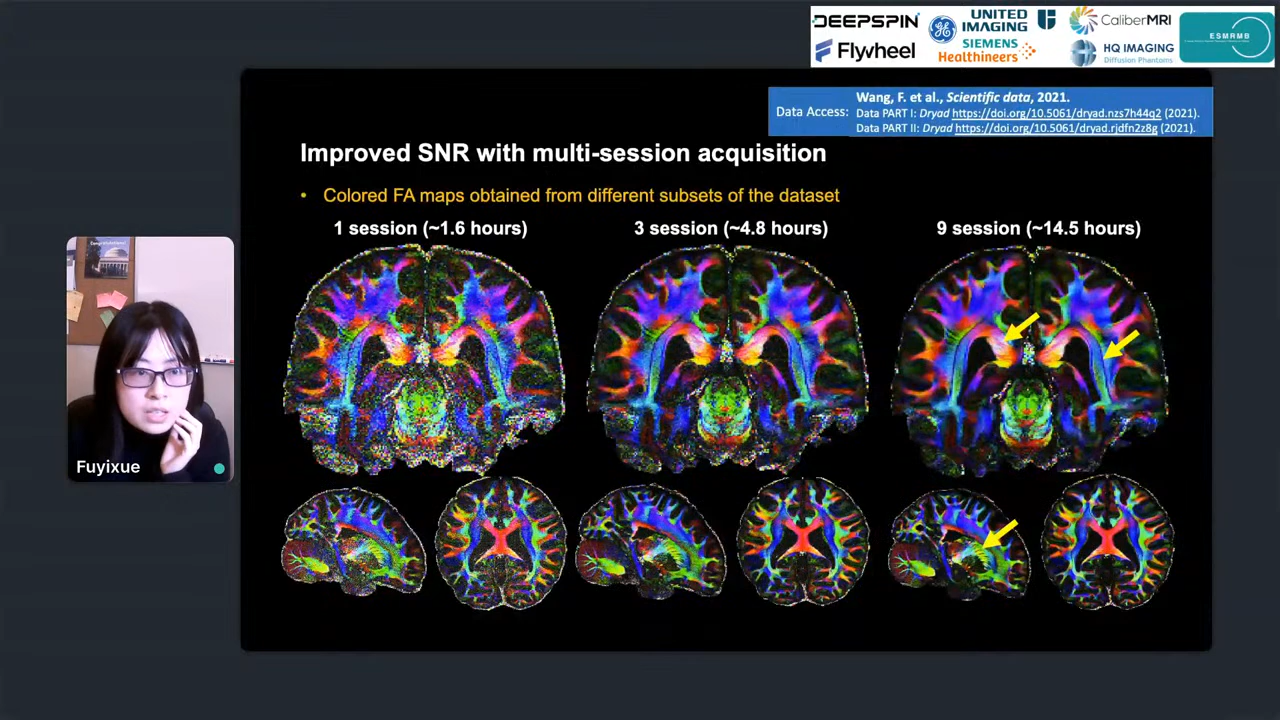 DEEPSPIN
UNITED
IMAGING
CaliberMRI
Flywheel
SIEMENS
Healthineers
HQ IMAGING
Diffusion Phantoms
ESMRMB
Data Access:
Wang, F. et al., Scientific data, 2021.
Data PART I: Dryad https://doi.org/10.5061/dryad.nzs7h44q2 (2021).
Data PART II: Dryad https://doi.org/10.5061/dryad.rjdfn2z8g (2021).
Improved SNR with multi-session acquisition
• Colored FA maps obtained from different subsets of the dataset
1 session (~1.6 hours)
3 session (~4.8 hours)
9 session (~14.5 hours)
Fuyixue